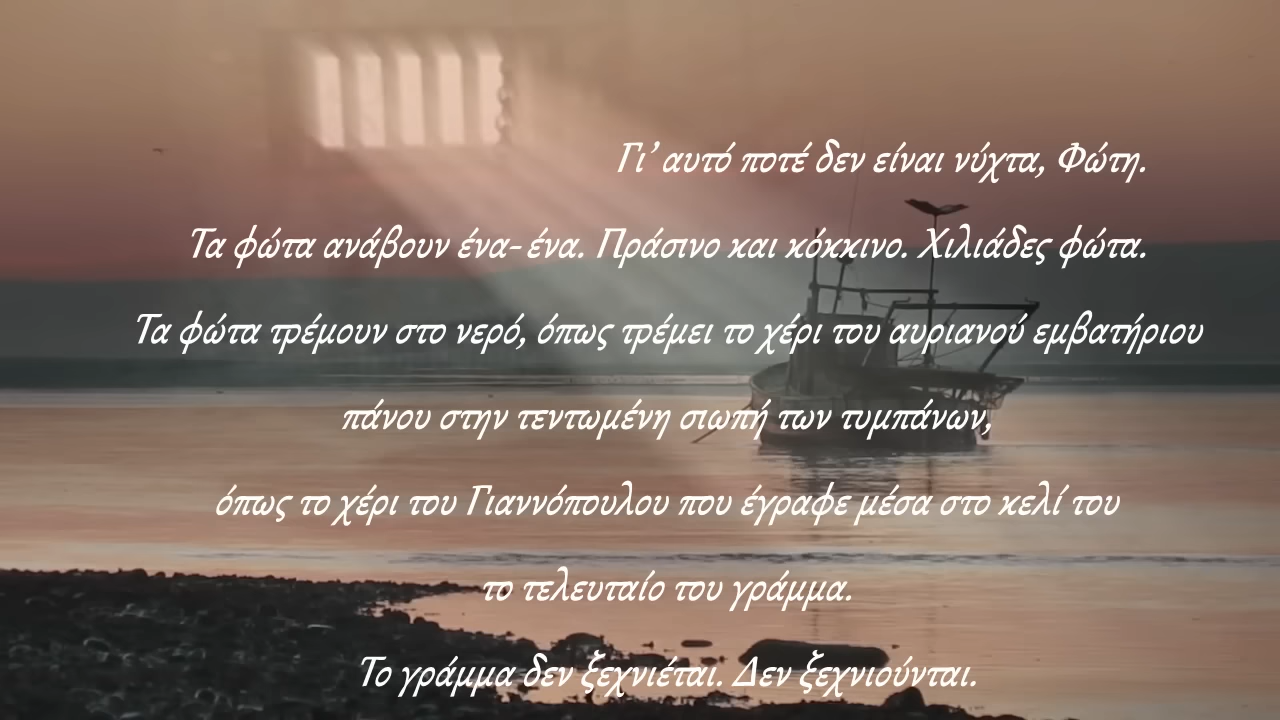 Γι’ αυτό ποτέ δεν είναι νύχτα, Φώτη.
Τα φώτα ανάβουν ένα- ένα. Πράσινο και κόκκινο. Χιλιάδες φώτα.
Τα φώτα τρέμουν στο νερό, όπως τρέμει το χέρι του αυριανού εμβατήριου
πάνου στην τεντωμένη σιωπή των τυμπάνων,
όπως το χέρι του Γιαννόπουλου που έγραφε μέσα στο κελί του
το τελευταίο του γράμμα.
Το γράμμα δεν ξεχνιέται. Δεν ξεχνιούνται.